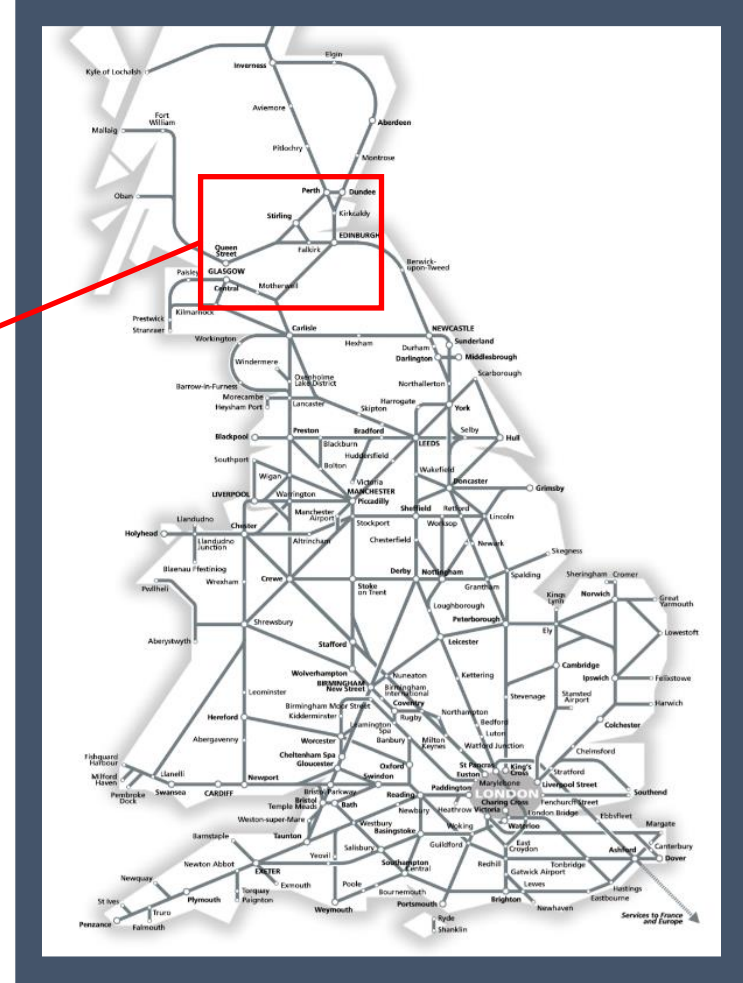 Elgin
Inverness
Kyle of Lochalsh
Aviemore
Fort
William
Mallaig
Aberdeen
Pitlochry
Montrose
Perth
Dundee
Oban
Stirling
Kirkcaldy
EDINBURGH
Queen
Street
Falkirk
Berwick-
upon-Tweed
Paisley
GLASGOW
Central
Motherwell
Kilmarnock
Prestwick
Stranraer
Carlisle
NEWCASTLE
Workington
Hexham
Durham
Sunderland
Darlington
Middlesbrough
Windermere
Scarborough
Oxenholme
Lake District
Barrow-in-Furness
Northallerton
Morecambe
Heysham Port
Lancaster
Harrogate
York
Skipton
Blackpool
Preston
Bradford
Selby
Hull
LEEDS
Blackburn
Huddersfield
Southport
Bolton
Wakefield
Wigan
Victoria
Doncaster
Grimsby
LIVERPOOL
Warrington
MANCHESTER
Piccadilly
Manchester
Airport
Sheffield
Retford
Llandudno
Stockport
Worksop
Lincoln
Chester
Holyhead
Llandudno
Junction
Altrincham
Chesterfield
Newark
Skegness
Blaenau Ffestiniog
Wrexham
Crewe
Derby
Nottingham
Spalding
Sheringham
Cromer
Pwllheli
Stoke
on Trent
Grantham
Kings
Lynn
Norwich
Great
Yarmouth
Loughborough
Shrewsbury
Peterborough
Aberystwyth
Stafford
Leicester
Ely
Lowestoft
Wolverhampton
BIRMINGHAM
New Street
Nuneaton
Kettering
Cambridge
Ipswich
Felixstowe
Birmingham
International
Leominster
Birmingham Moor Street
Coventry
Stevenage
Stansted
Airport
Harwich
Hereford
Kidderminster
Rugby
Northampton
Leamington
Spa
Bedford
Colchester
Abergavenny
Worcester
Banbury
Milton
Keynes
Luton
Watford Junction
Chelmsford
Fishguard
Harbour
Cheltenham Spa
Gloucester
Oxford
St Pancras
Euston
King's
Cross
Stratford
Milford
Haven
Llanelli
Newport
Swindon
Paddington
Marylebone
Liverpool Street
Pembroke
Dock
Swansea
CARDIFF
Bristol Parkway
Bristol
Temple Meads
Bath
Reading
LONDON
Southend
Newbury
Heathrow
Charing Cross
Victoria
Fenchurch Street
London Bridge
Ebbsfleet
Weston-super-Mare
Westbury
Basingstoke
Woking
Waterloo
Margate
Barnstaple
Taunton
Salisbury
Guildford
East
Croydon
Canterbury
Ashford
Dover
Newton Abbot
Yeovil
Southampton
Central
Redhill
Tonbridge
Gatwick Airport
EXETER
Newquay
Exmouth
Poole
Bournemouth
Lewes
Hastings
Eastbourne
St Ives
Plymouth
Torquay
Paignton
Weymouth
Portsmouth
Brighton
Newhaven
Truro
Penzance
Falmouth
Ryde
Shanklin
Services to France
and Europe